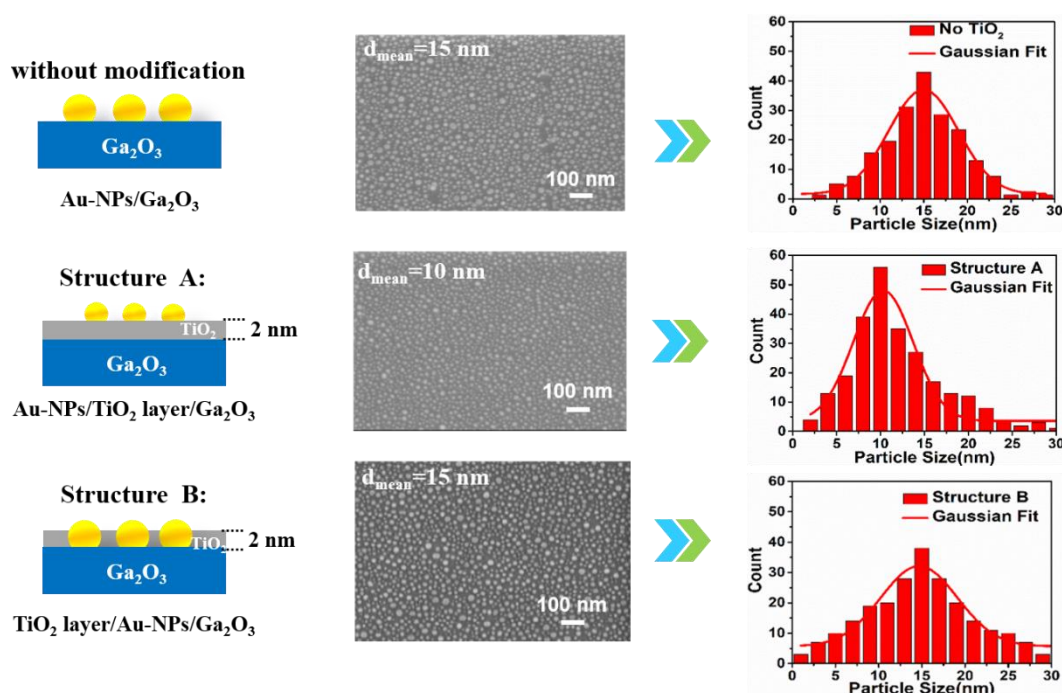 without modification
Ga₂O₃
Au-NPs/Ga₂O₃
d_mean=15 nm
100 nm
Count
60
50
40
30
20
10
0
No TiO₂
Gaussian Fit
0 5 10 15 20 25 30
Particle Size(nm)
Structure A:
TiO₂
2 nm
Ga₂O₃
Au-NPs/TiO₂ layer/Ga₂O₃
d_mean=10 nm
100 nm
Count
60
50
40
30
20
10
0
Structure A
Gaussian Fit
0 5 10 15 20 25 30
Particle Size(nm)
Structure B:
TiO₂
2 nm
Ga₂O₃
TiO₂ layer/Au-NPs/Ga₂O₃
d_mean=15 nm
100 nm
Count
60
50
40
30
20
10
0
Structure B
Gaussian Fit
0 5 10 15 20 25 30
Particle Size(nm)